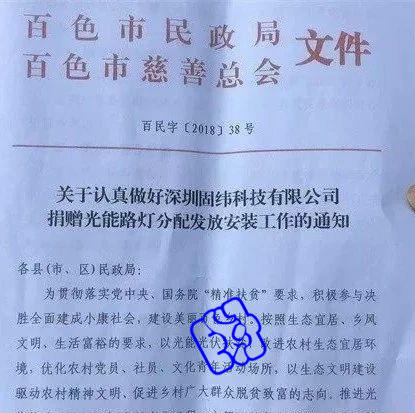 百色市民政局
百色市慈善总会
文件
百民字〔2018〕38号
关于认真做好深圳固纬科技有限公司
捐赠光能路灯分配发放安装工作的通知
各县(市、区)民政局:
为贯彻落实党中央、国务院“精准扶贫”要求,积极参与决
胜全面建成小康社会,建设美丽 按照生态宜居、乡风
文明、生活富裕的要求,以光能光伏扶 改进农村生态宜居环
境,优化农村党员、社员、文化青年活动场所,以生态文明建设
驱动农村精神文明、促进乡村广大群众脱贫致富的志向。推进光